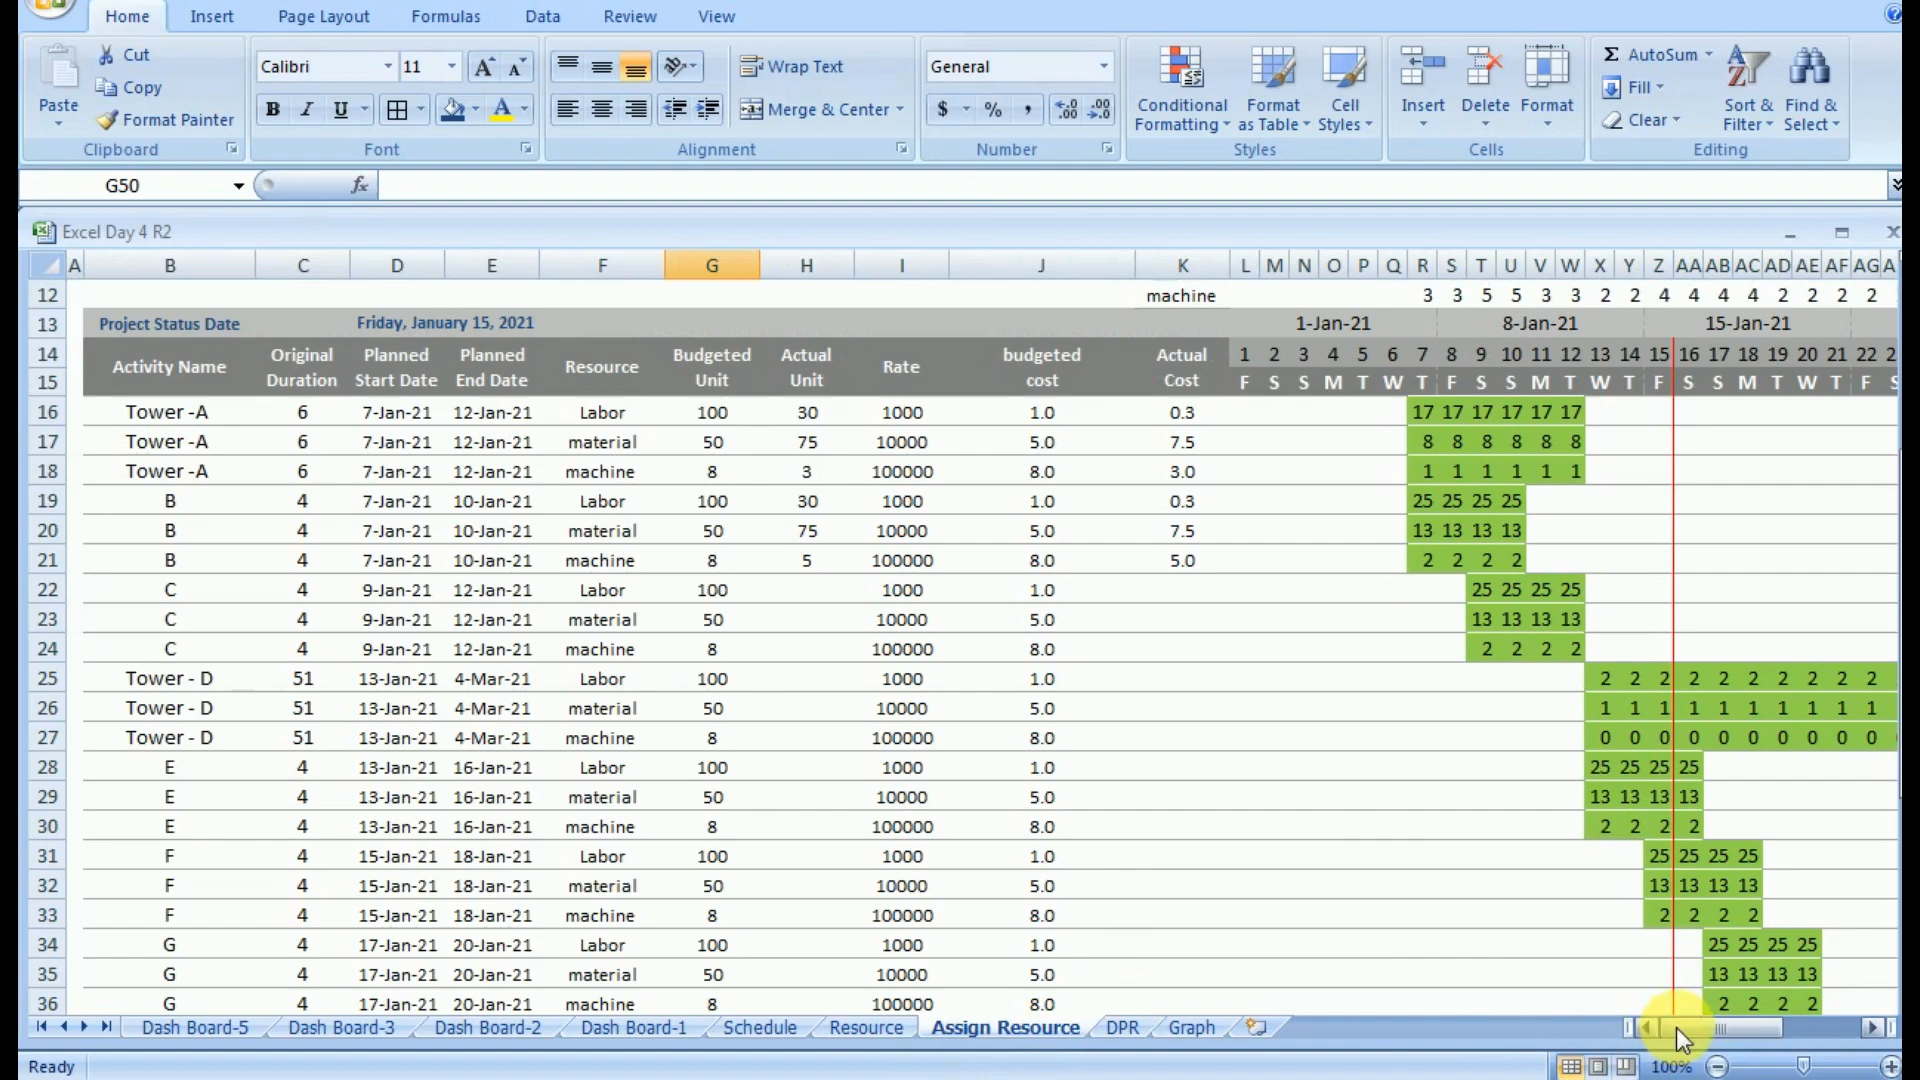 Home Insert Page Layout Formulas Data Review View
Cut
Copy
Format Painter
Paste
Clipboard
Calibri 11
B I U
Font
Wrap Text
Merge & Center
Alignment
General
$ % ,
Number
Conditional Formatting
Format as Table
Cell Styles
Styles
Insert Delete Format
Cells
Σ AutoSum
Fill
Clear
Sort & Filter
Find & Select
Editing
G50 fx
Excel Day 4 R2
A B C D E F G H I J K L M N O P Q R S T U V W X Y Z AA AB AC AD AE AF AG A
12 machine 3 3 5 5 3 3 2 2 4 4 4 4 2 2 2 2
13 Project Status Date Friday, January 15, 2021 1-Jan-21 8-Jan-21 15-Jan-21
14 Activity Name Original Duration Planned Start Date Planned End Date Resource Budgeted Unit Actual Unit Rate budgeted cost Actual Cost 1 2 3 4 5 6 7 8 9 10 11 12 13 14 15 16 17 18 19 20 21 22 2
15 F S S M T W T F S S M T W T F S S M T W T F S
16 Tower -A 6 7-Jan-21 12-Jan-21 Labor 100 30 1000 1.0 0.3 17 17 17 17 17 17
17 Tower -A 6 7-Jan-21 12-Jan-21 material 50 75 10000 5.0 7.5 8 8 8 8 8 8
18 Tower -A 6 7-Jan-21 12-Jan-21 machine 8 3 100000 8.0 3.0 1 1 1 1 1 1
19 B 4 7-Jan-21 10-Jan-21 Labor 100 30 1000 1.0 0.3 25 25 25 25
20 B 4 7-Jan-21 10-Jan-21 material 50 75 10000 5.0 7.5 13 13 13 13
21 B 4 7-Jan-21 10-Jan-21 machine 8 5 100000 8.0 5.0 2 2 2 2
22 C 4 9-Jan-21 12-Jan-21 Labor 100 1000 1.0 25 25 25 25
23 C 4 9-Jan-21 12-Jan-21 material 50 10000 5.0 13 13 13 13
24 C 4 9-Jan-21 12-Jan-21 machine 8 100000 8.0 2 2 2 2
25 Tower - D 51 13-Jan-21 4-Mar-21 Labor 100 1000 1.0 2 2 2 2 2 2 2 2 2 2
26 Tower - D 51 13-Jan-21 4-Mar-21 material 50 10000 5.0 1 1 1 1 1 1 1 1 1 1
27 Tower - D 51 13-Jan-21 4-Mar-21 machine 8 100000 8.0 0 0 0 0 0 0 0 0 0 0
28 E 4 13-Jan-21 16-Jan-21 Labor 100 1000 1.0 25 25 25 25
29 E 4 13-Jan-21 16-Jan-21 material 50 10000 5.0 13 13 13 13
30 E 4 13-Jan-21 16-Jan-21 machine 8 100000 8.0 2 2 2 2
31 F 4 15-Jan-21 18-Jan-21 Labor 100 1000 1.0 25 25 25 25
32 F 4 15-Jan-21 18-Jan-21 material 50 10000 5.0 13 13 13 13
33 F 4 15-Jan-21 18-Jan-21 machine 8 100000 8.0 2 2 2 2
34 G 4 17-Jan-21 20-Jan-21 Labor 100 1000 1.0 25 25 25 25
35 G 4 17-Jan-21 20-Jan-21 material 50 10000 5.0 13 13 13 13
36 G 4 17-Jan-21 20-Jan-21 machine 8 100000 8.0 2 2 2 2
Dash Board-5 Dash Board-3 Dash Board-2 Dash Board-1 Schedule Resource Assign Resource DPR Graph
Ready 100%